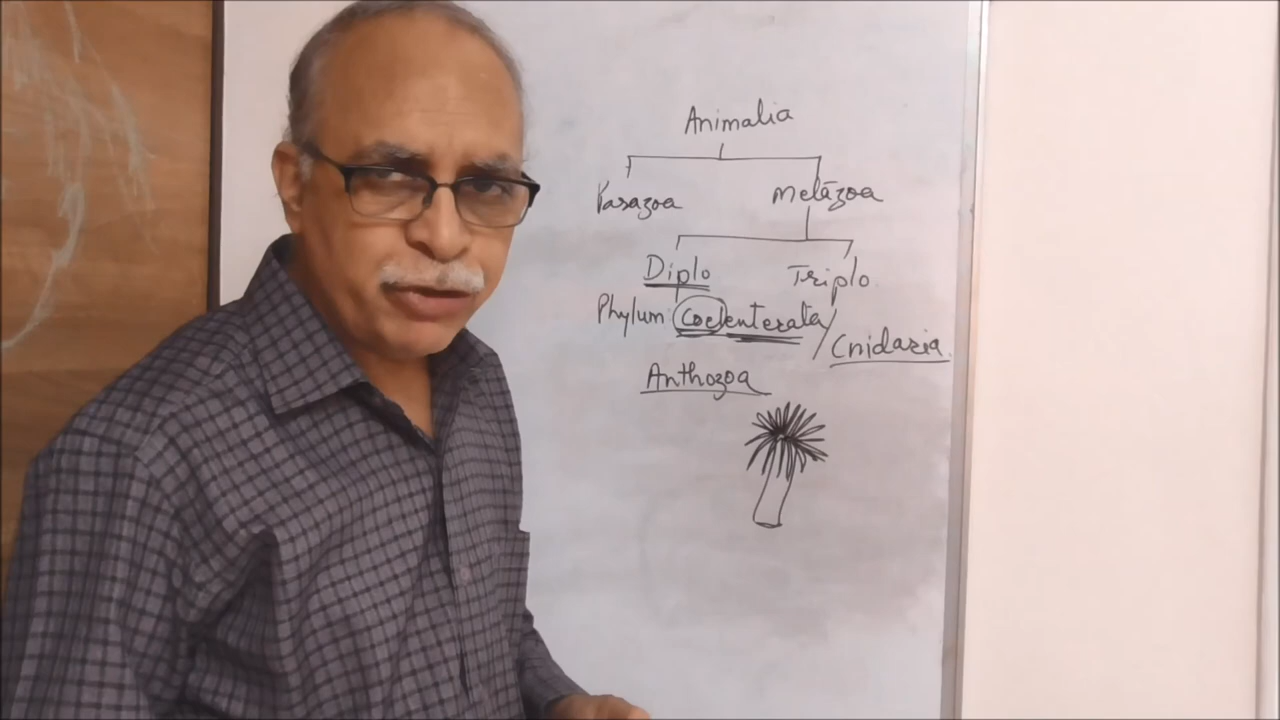 Animalia
Parazoa Metazoa
Diplo Triplo
Phylum Coelenterata / Cnidaria
Anthozoa